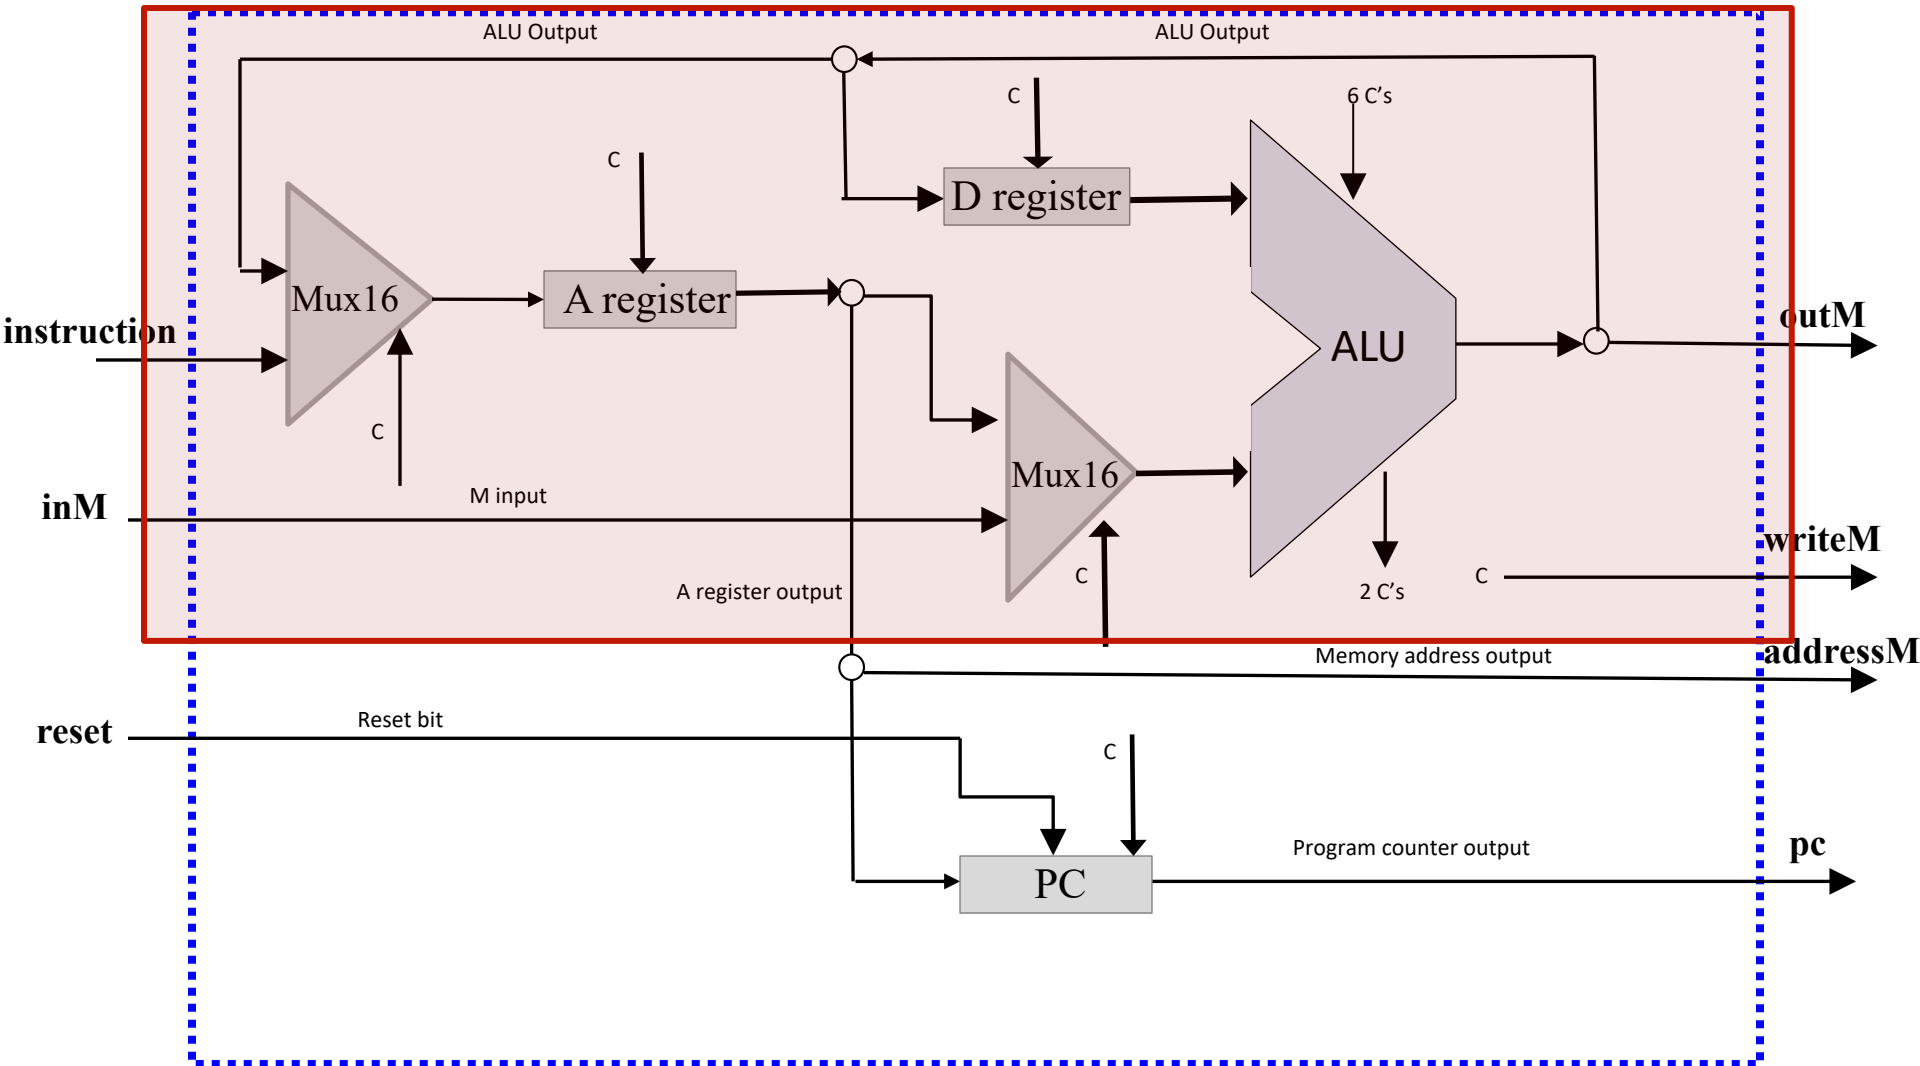 ALU Output
ALU Output
C
6 C's
C
D register
Mux16
A register
instruction
ALU
outM
C
Mux16
M input
inM
writeM
C
C
A register output
2 C's
Memory address output
addressM
Reset bit
reset
C
Program counter output
pc
PC